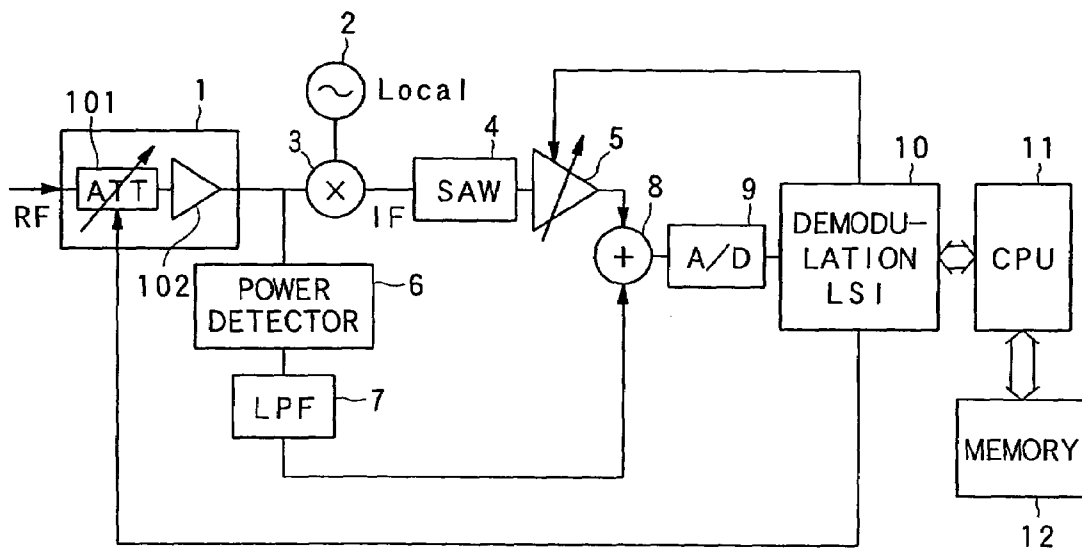 2
Local
1
101
ATT
RF
102
3
×
IF
4
SAW
5
8
+
9
A/D
10
DEMODU-
LATION
LSI
11
CPU
6
POWER
DETECTOR
7
LPF
MEMORY
12